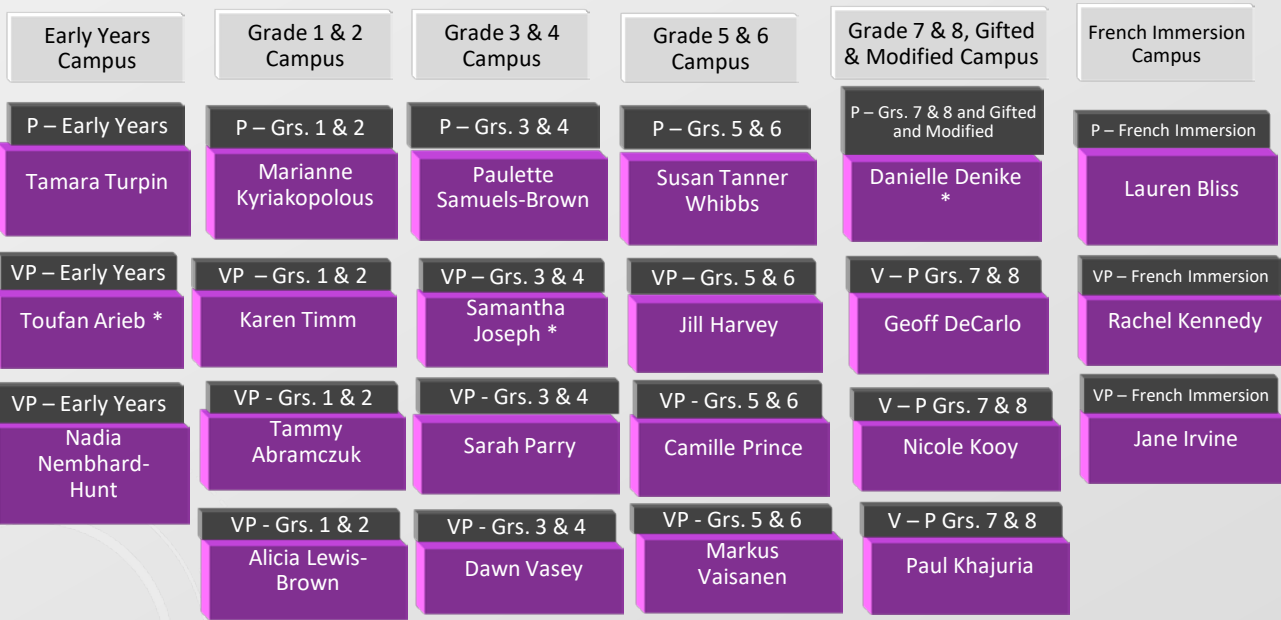 Early Years
Campus
Grade 1 & 2
Campus
Grade 3 & 4
Campus
Grade 5 & 6
Campus
Grade 7 & 8, Gifted
& Modified Campus
French Immersion
Campus
P – Early Years
Tamara Turpin
P – Grs. 1 & 2
Marianne
Kyriakopolous
P – Grs. 3 & 4
Paulette
Samuels-Brown
P – Grs. 5 & 6
Susan Tanner
Whibbs
P – Grs. 7 & 8 and Gifted
and Modified
Danielle Denike
*
P – French Immersion
Lauren Bliss
VP – Early Years
Toufan Arieb *
VP – Grs. 1 & 2
Karen Timm
VP – Grs. 3 & 4
Samantha
Joseph *
VP – Grs. 5 & 6
Jill Harvey
V – P Grs. 7 & 8
Geoff DeCarlo
VP – French Immersion
Rachel Kennedy
VP – Early Years
Nadia
Nembhard-
Hunt
VP - Grs. 1 & 2
Tammy
Abramczuk
VP - Grs. 3 & 4
Sarah Parry
VP - Grs. 5 & 6
Camille Prince
V – P Grs. 7 & 8
Nicole Kooy
VP – French Immersion
Jane Irvine
VP - Grs. 1 & 2
Alicia Lewis-
Brown
VP - Grs. 3 & 4
Dawn Vasey
VP - Grs. 5 & 6
Markus
Vaisanen
V – P Grs. 7 & 8
Paul Khajuria